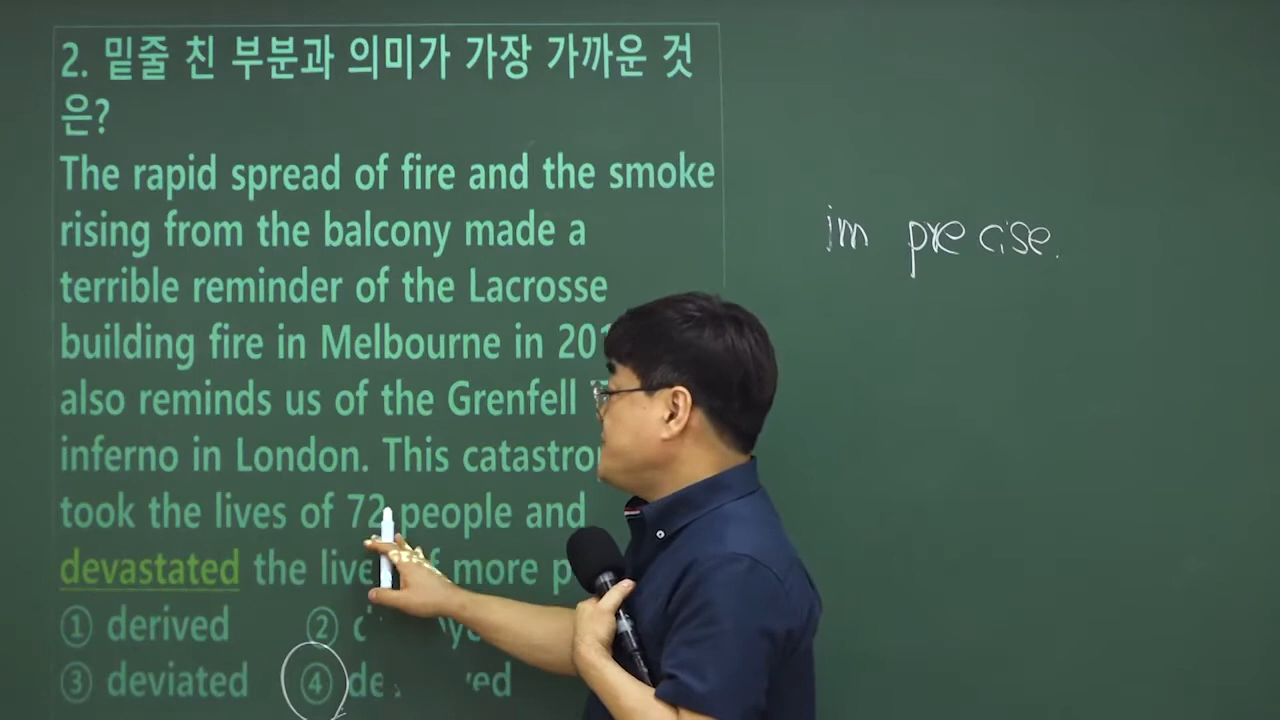 2. 밑줄 친 부분과 의미가 가장 가까운 것
은?
The rapid spread of fire and the smoke
rising from the balcony made a
terrible reminder of the Lacrosse
building fire in Melbourne in
also reminds us of the Grenfell
inferno in London. This
took the lives of 72 people and
devastated the more
① derived ②
③ deviated ④
im precise.